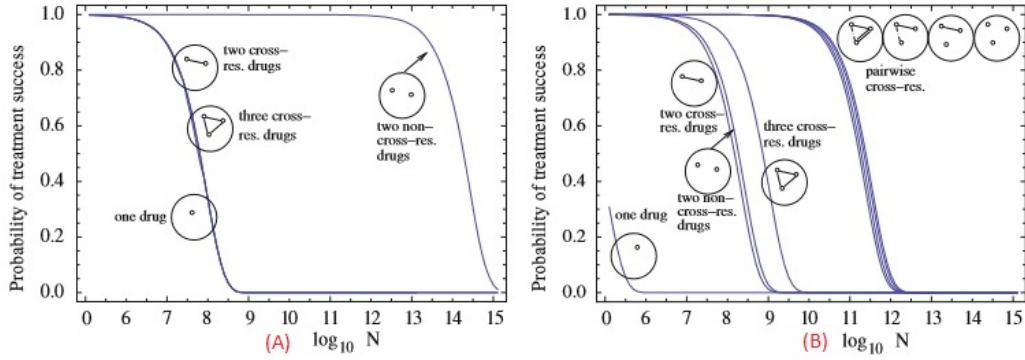 Probability of treatment success
1.0
0.8
0.6
0.4
0.2
0.0
two cross–
res. drugs
three cross–
res. drugs
one drug
two non–
cross–res.
drugs
0 6 7 8 9 10 11 12 13 14 15
(A) log10 N
Probability of treatment success
1.0
0.8
0.6
0.4
0.2
0.0
pairwise
cross–res.
two cross–
res. drugs
three cross–
res. drugs
two non–
cross–res.
drugs
one drug
0 6 7 8 9 10 11 12 13 14 15
log10 N
(B)